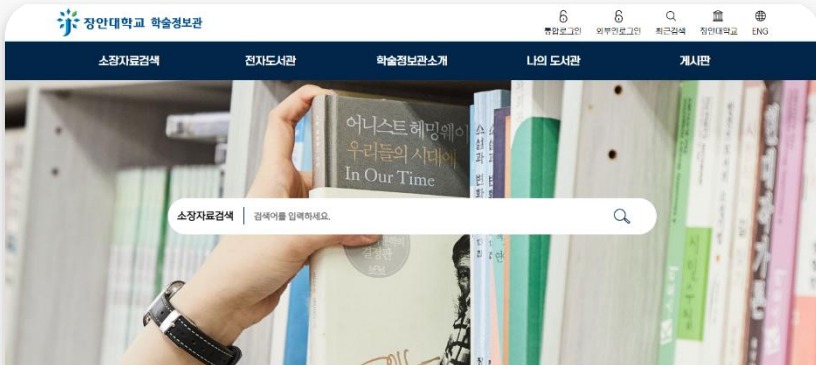 장안대학교 학술정보관
통합로그인 외부인로그인 최근검색 장안대학교 ENG
소장자료검색 전자도서관 학술정보관소개 나의 도서관 게시판
어니스트 헤밍웨이
우리들의 시대에
In Our Time
소장자료검색 검색어를 입력하세요.
결정판